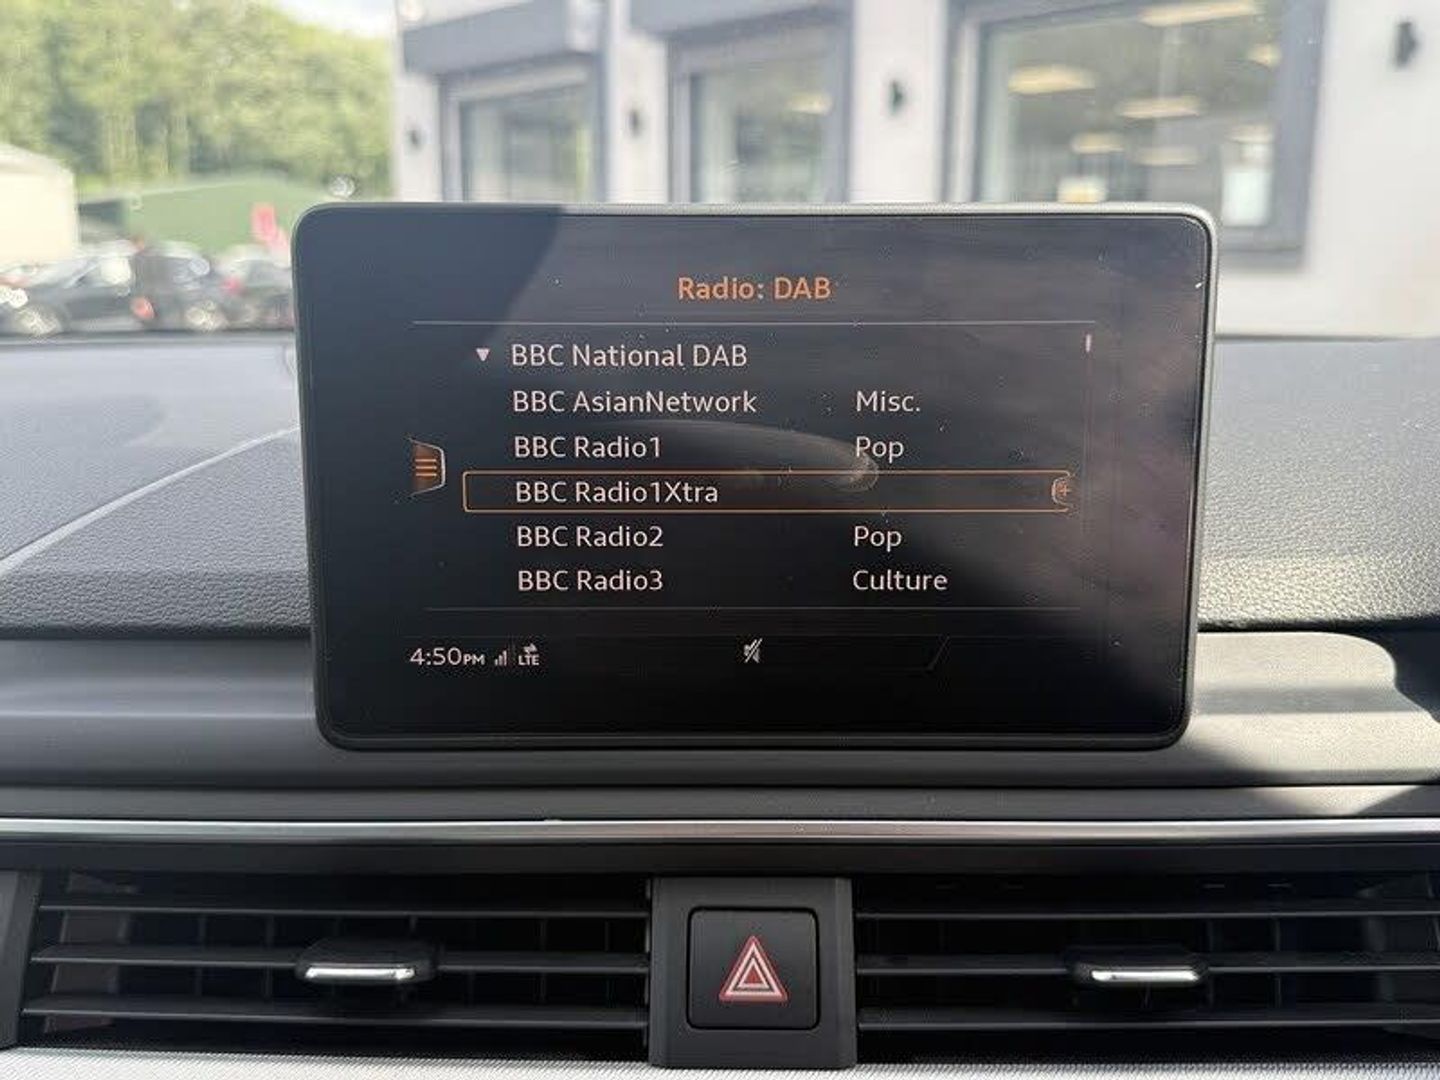 Radio: DAB
BBC National DAB
BBC AsianNetwork Misc.
BBC Radio1 Pop
BBC Radio1Xtra
BBC Radio2 Pop
BBC Radio3 Culture
4:50PM LTE